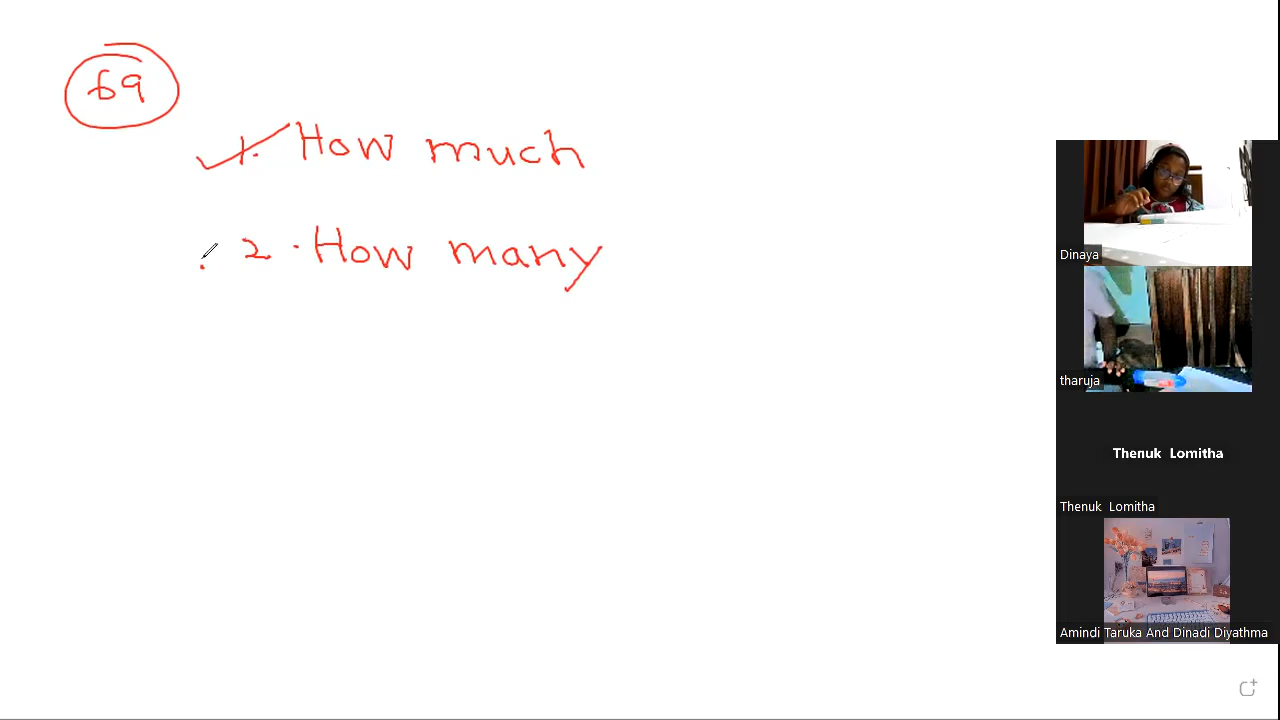 69
1. How much
2. How many
Dinaya
tharuja
Thenuk Lomitha
Thenuk Lomitha
Amindi Taruka And Dinadi Diyathma